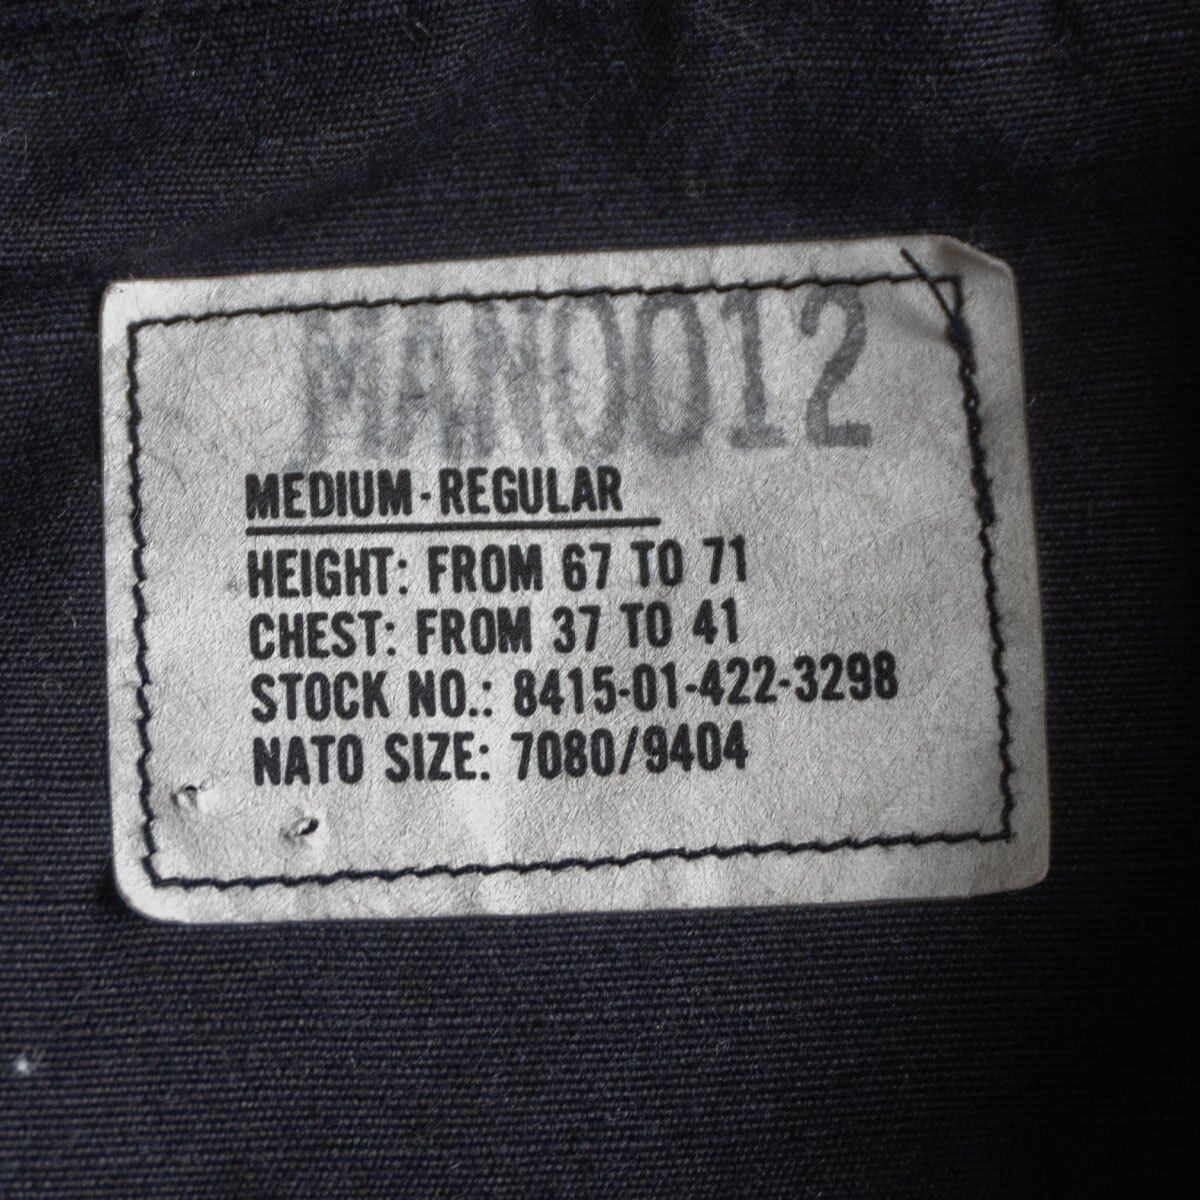 MAN0012
MEDIUM-REGULAR
HEIGHT: FROM 67 TO 71
CHEST: FROM 37 TO 41
STOCK NO.: 8415-01-422-3298
NATO SIZE: 7080/9404